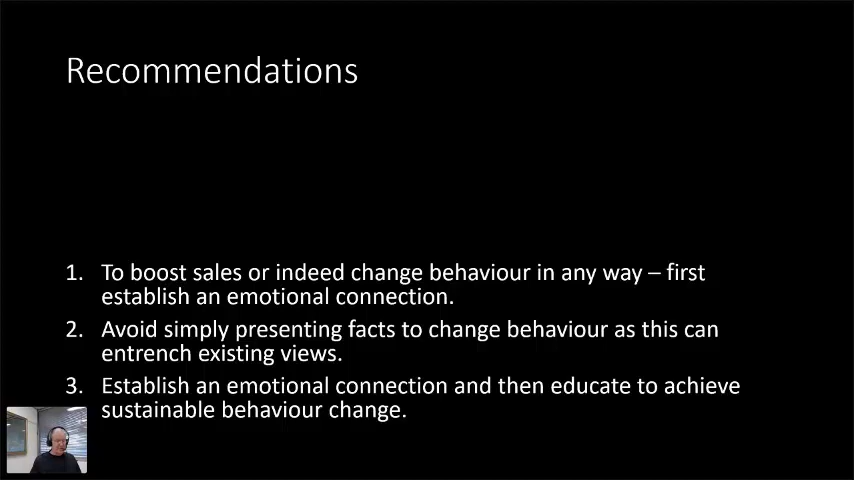 Recommendations
1. To boost sales or indeed change behaviour in any way – first
establish an emotional connection.
2. Avoid simply presenting facts to change behaviour as this can
entrench existing views.
3. Establish an emotional connection and then educate to achieve
sustainable behaviour change.